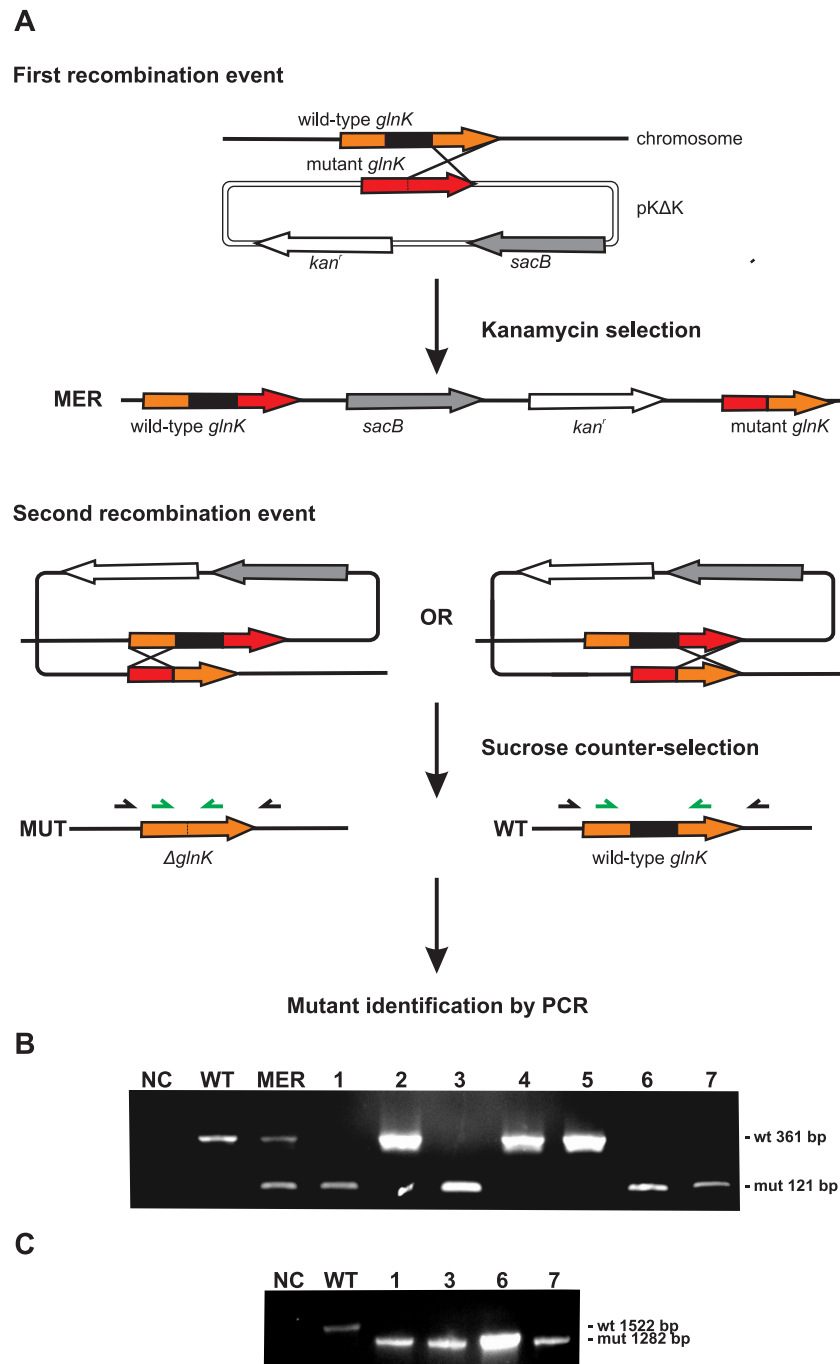 A
First recombination event
wild-type glnK
chromosome
mutant glnK
pKΔK
kanʳ
sacB
Kanamycin selection
MER
wild-type glnK
sacB
kanʳ
mutant glnK
Second recombination event
OR
Sucrose counter-selection
MUT
ΔglnK
WT
wild-type glnK
Mutant identification by PCR
B
NC WT MER 1 2 3 4 5 6 7
- wt 361 bp
- mut 121 bp
C
NC WT 1 3 6 7
- wt 1522 bp
- mut 1282 bp